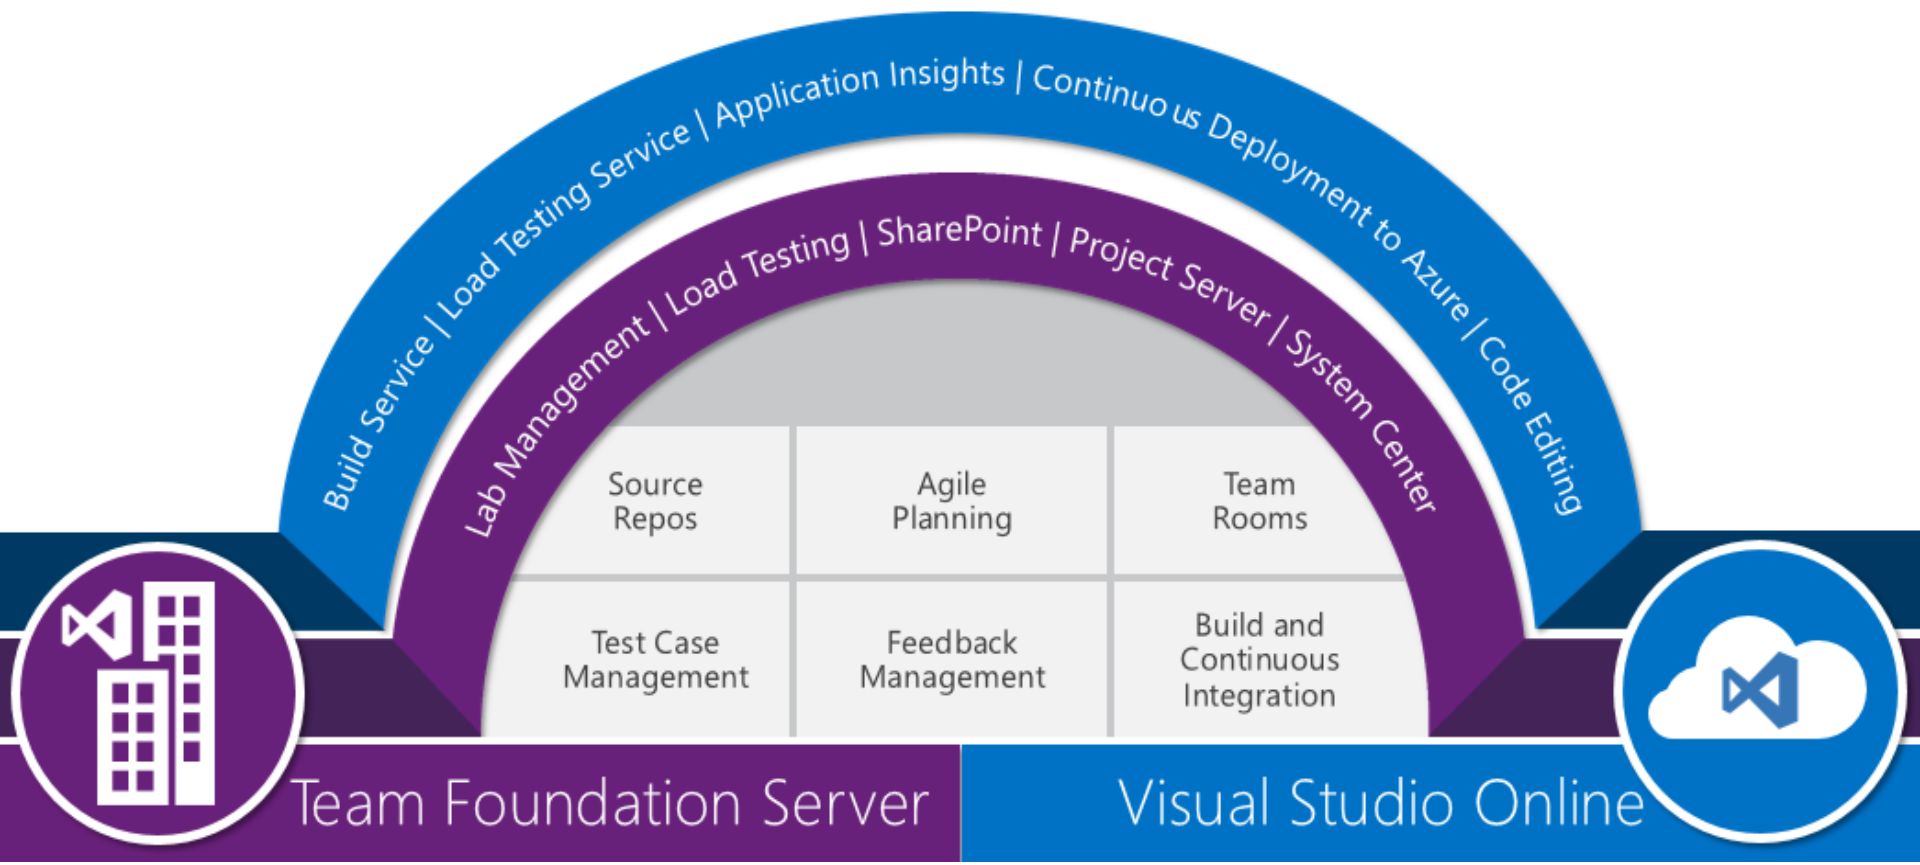 Build Service | Load Testing Service | Application Insights | Continuous Deployment to Azure | Code Editing
Lab Management | Load Testing | SharePoint | Project Server | System Center
Source
Repos
Agile
Planning
Team
Rooms
Test Case
Management
Feedback
Management
Build and
Continuous
Integration
Team Foundation Server
Visual Studio Online